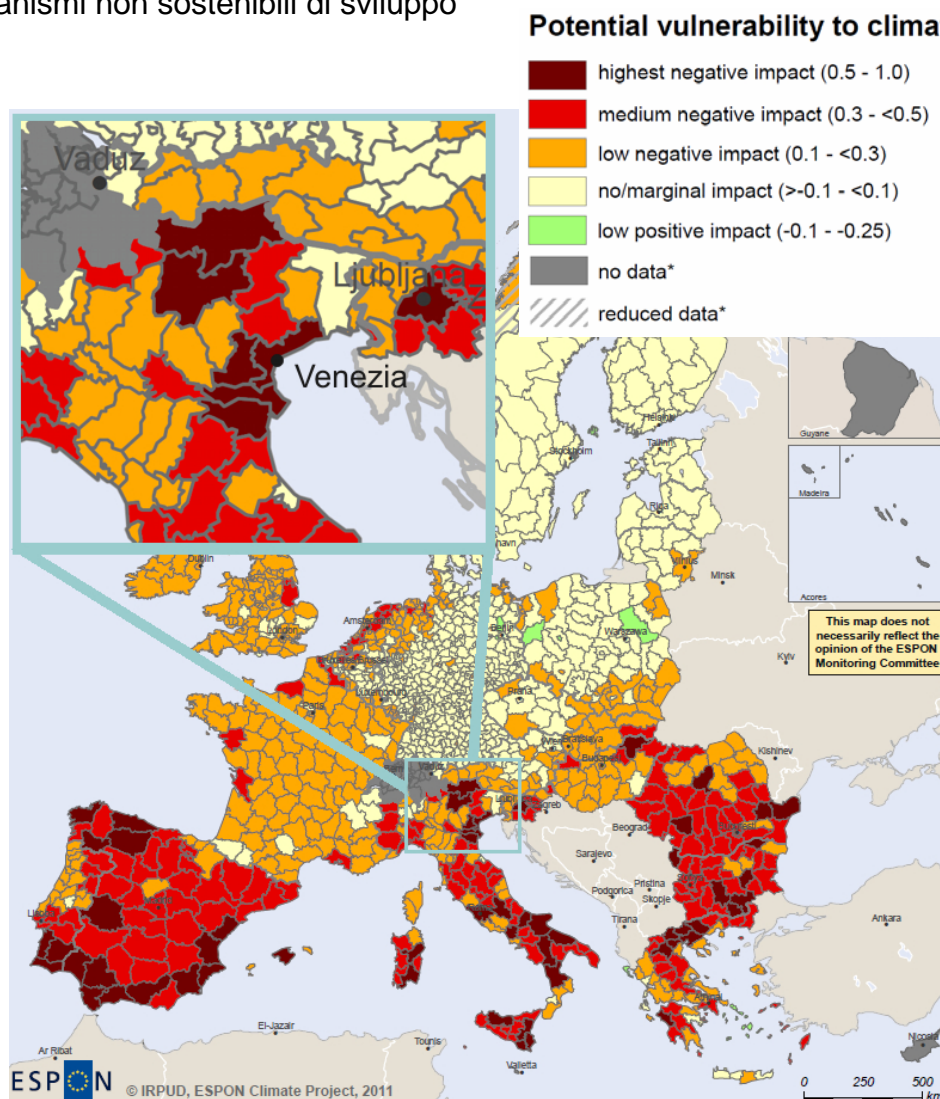 anismi non sostenibili di sviluppo
Potential vulnerability to clima
highest negative impact (0.5 - 1.0)
medium negative impact (0.3 - <0.5)
low negative impact (0.1 - <0.3)
no/marginal impact (>-0.1 - <0.1)
low positive impact (-0.1 - -0.25)
no data*
reduced data*
Vaduz
Ljubljana
Venezia
Helsinki
Tallinn
Stockholm
Riga
Guyane
Madeira
Acores
havn
Vilnius
Minsk
Dublin
London
Amsterdam
Berlin
Warszawa
Kyiv
This map does not
necessarily reflect the
opinion of the ESPON
Monitoring Committee
Luxembourg
Paris
Praha
Bratislava
Budapest
Kishinev
Vaduz
Zagreb
Beograd
Bucuresti
Sarajevo
Podgorica
Pristina
Skopje
Sofiya
Tirana
Ankara
Madrid
Roma
El-Jazair
Tounis
Ar Ribat
Valletta
Nicosia
ESPON
© IRPUD, ESPON Climate Project, 2011
0 250 500
km